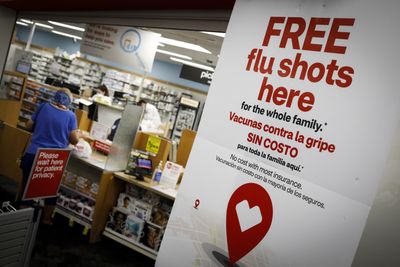 FREE
flu shots
here
for the whole family.*
Vacunas contra la gripe
SIN COSTO
para toda la familia aquí.*
No cost with most insurance.
Vacunación sin costo con la mayoría de los seguros.
Please wait
here for
patient
privacy.